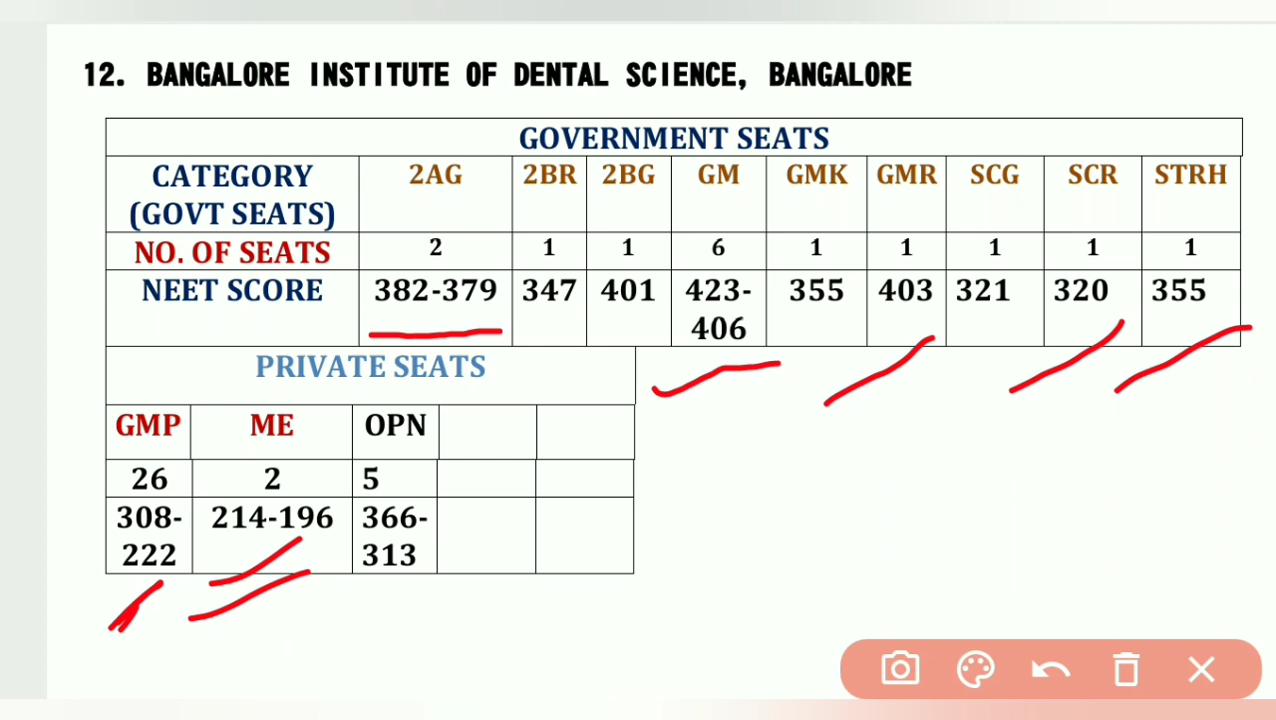 12. BANGALORE INSTITUTE OF DENTAL SCIENCE, BANGALORE
GOVERNMENT SEATS
CATEGORY (GOVT SEATS) 2AG 2BR 2BG GM GMK GMR SCG SCR STRH
NO. OF SEATS 2 1 1 6 1 1 1 1 1
NEET SCORE 382-379 347 401 423-406 355 403 321 320 355
PRIVATE SEATS
GMP ME OPN
26 2 5
308-222 214-196 366-313